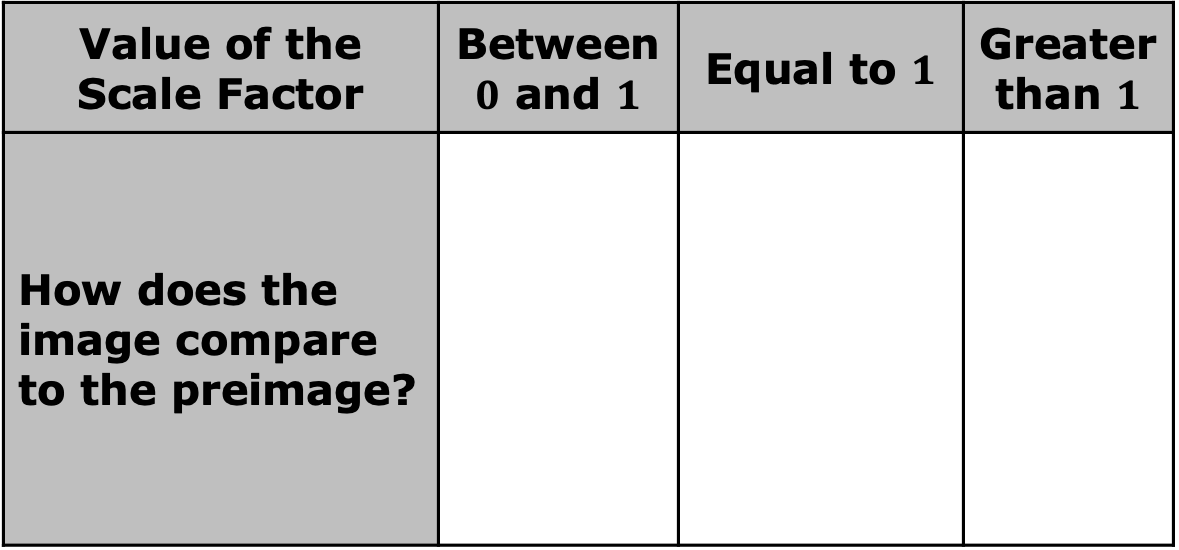 Value of the
Scale Factor
Between
0 and 1
Equal to 1
Greater
than 1
How does the
image compare
to the preimage?